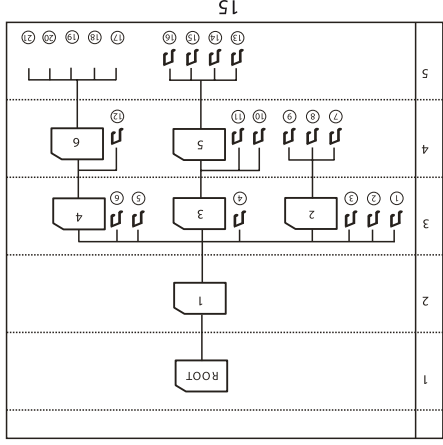 1 ROOT
2 1
3 2 3 4
① ② ③ ④ ⑤ ⑥
4 5 6
⑦ ⑧ ⑨ ⑩ ⑪ ⑫
5
⑬ ⑭ ⑮ ⑯ ⑰ ⑱ ⑲ ⑳ ㉑
15